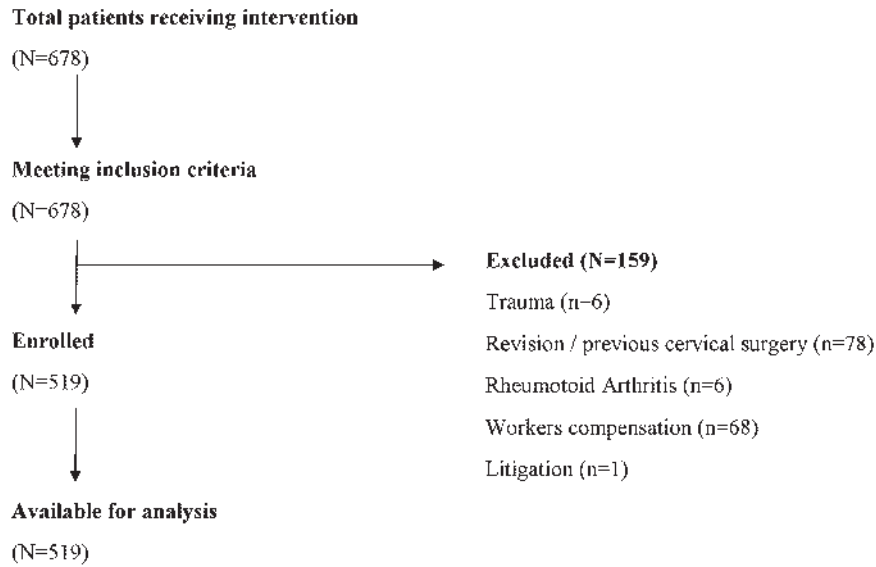 Total patients receiving intervention
(N=678)
Meeting inclusion criteria
(N=678)
Excluded (N=159)
Trauma (n=6)
Enrolled
Revision / previous cervical surgery (n=78)
(N=519)
Rheumotoid Arthritis (n=6)
Workers compensation (n=68)
Litigation (n=1)
Available for analysis
(N=519)